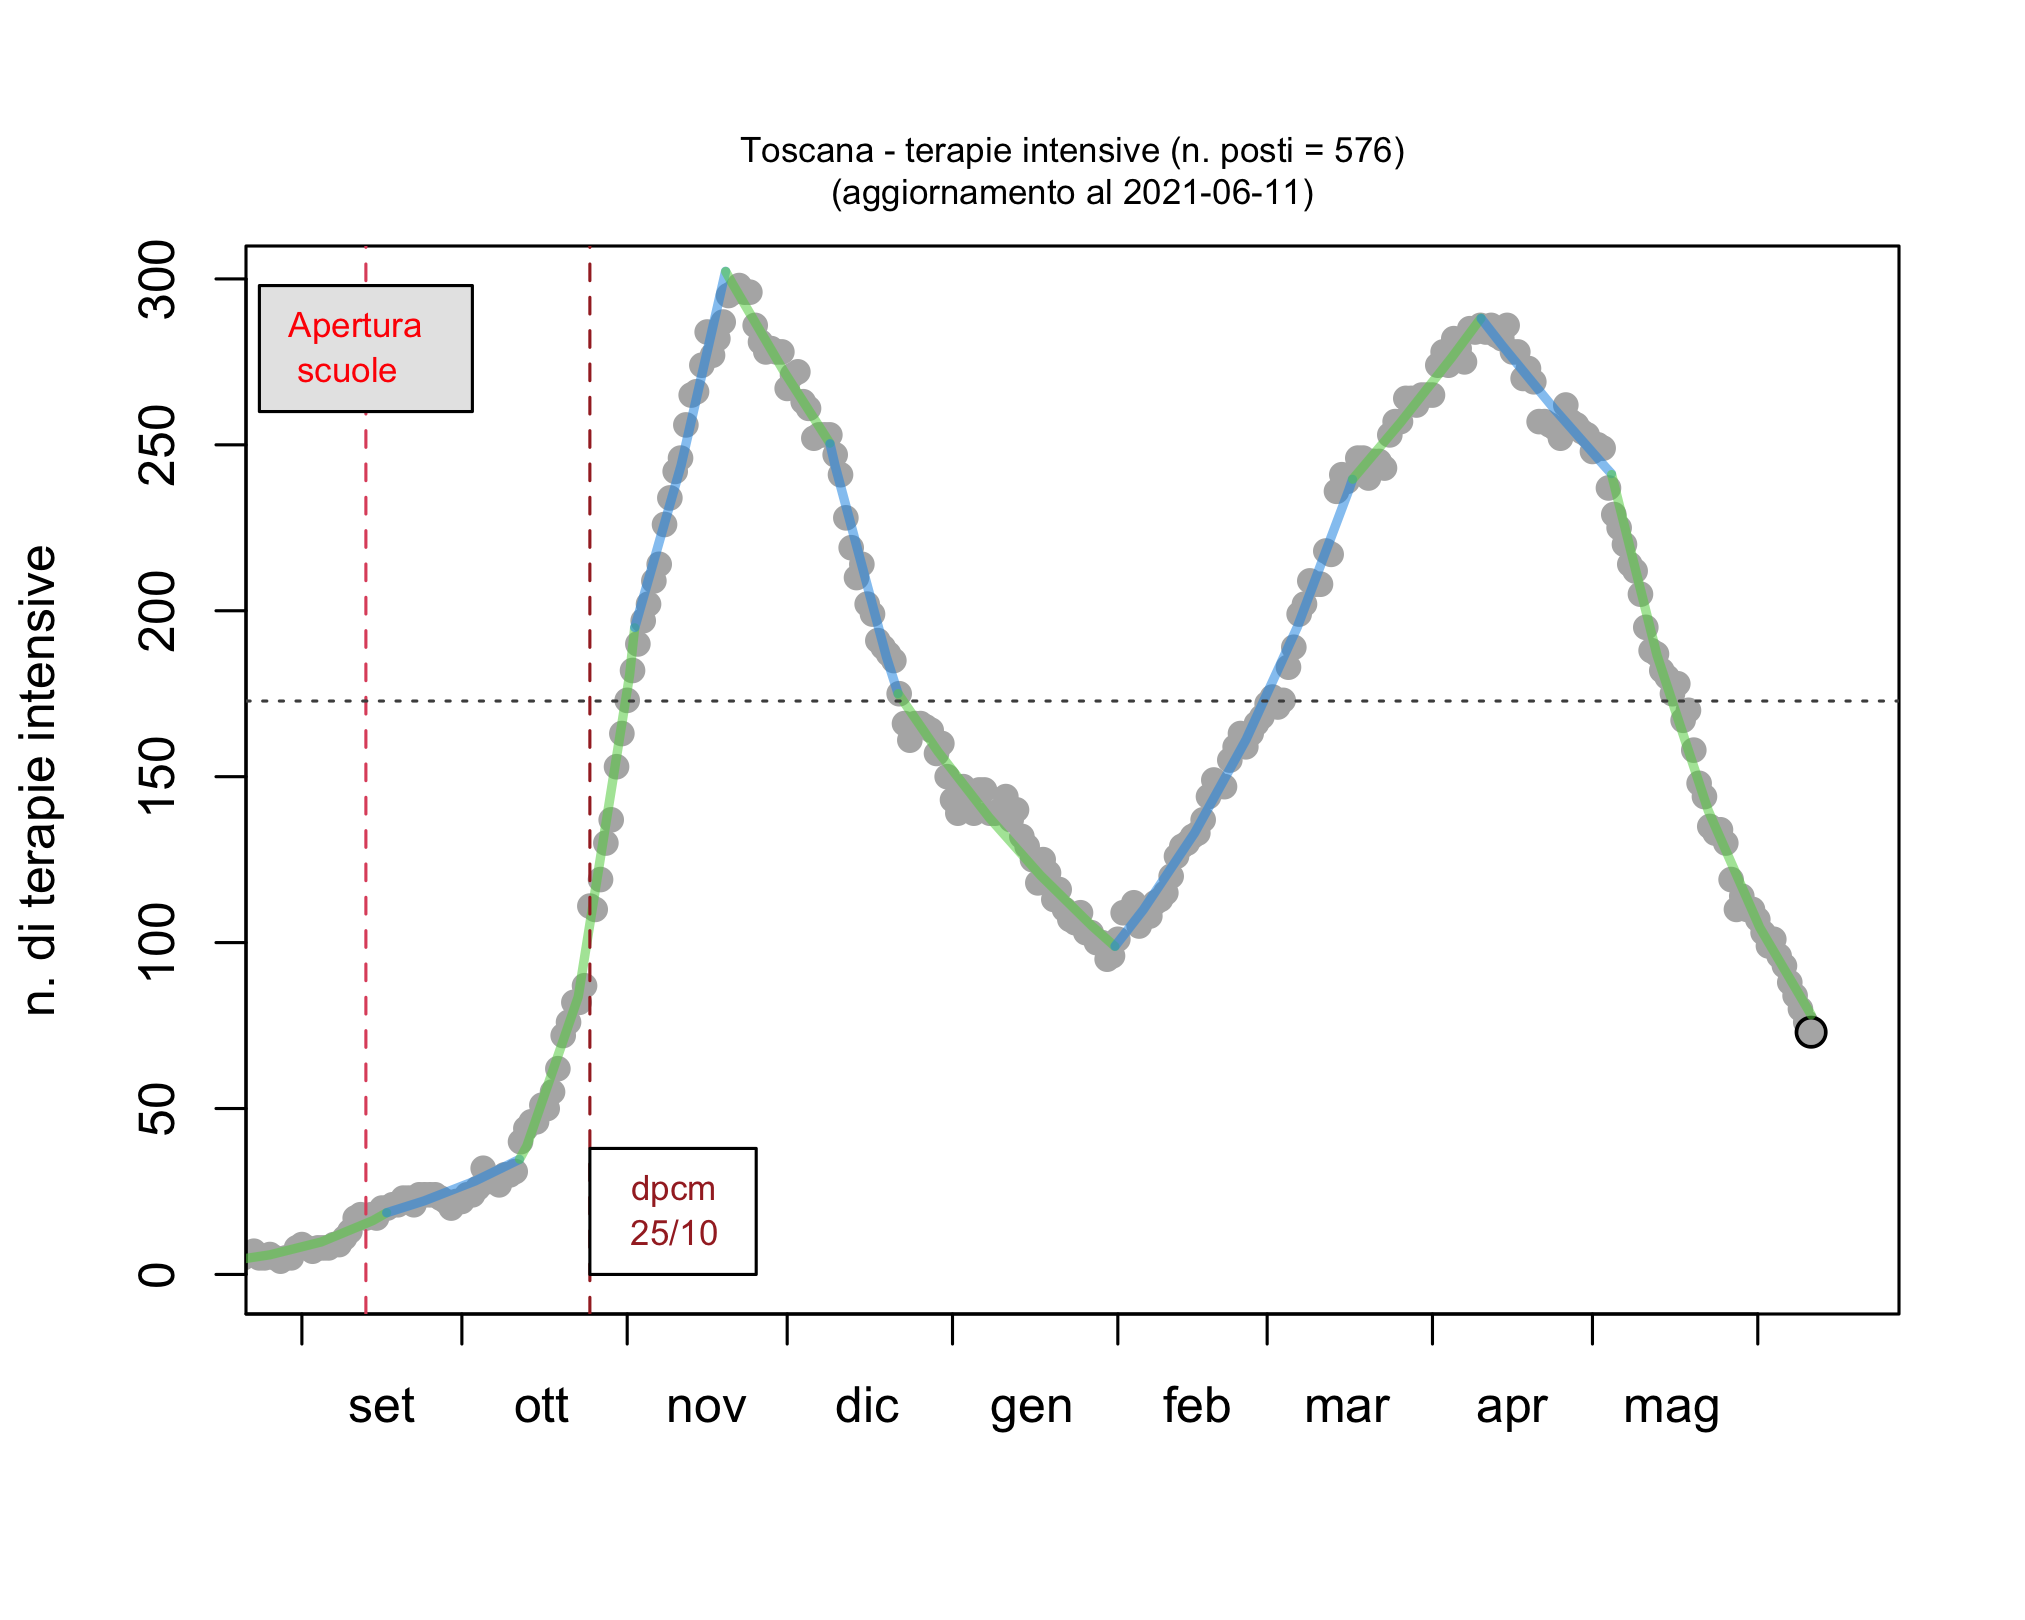 Toscana - terapie intensive (n. posti = 576)
(aggiornamento al 2021-06-11)
n. di terapie intensive
300
250
200
150
100
50
0
Apertura
scuole
dpcm
25/10
set ott nov dic gen feb mar apr mag